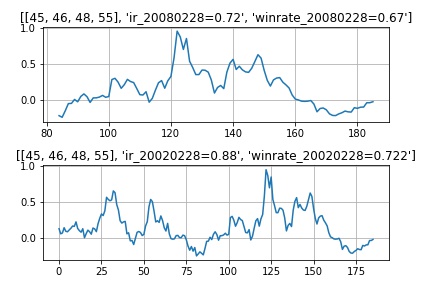 [[45, 46, 48, 55], 'ir_20080228=0.72', 'winrate_20080228=0.67']
1.0
0.5
0.0
80 100 120 140 160 180
[[45, 46, 48, 55], 'ir_20020228=0.88', 'winrate_20020228=0.722']
1.0
0.5
0.0
0 25 50 75 100 125 150 175